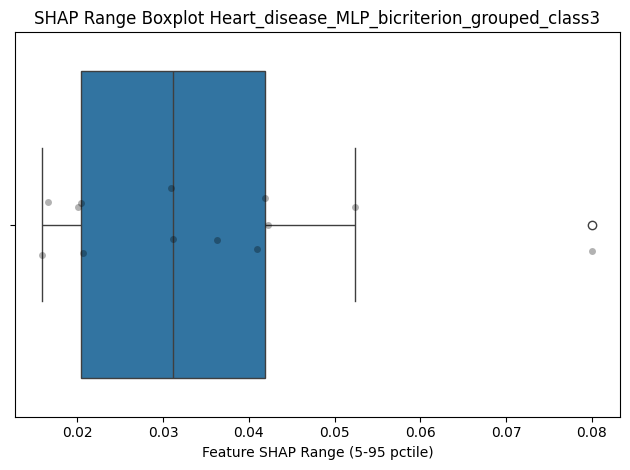 SHAP Range Boxplot Heart_disease_MLP_bicriterion_grouped_class3
0.02 0.03 0.04 0.05 0.06 0.07 0.08
Feature SHAP Range (5-95 pctile)